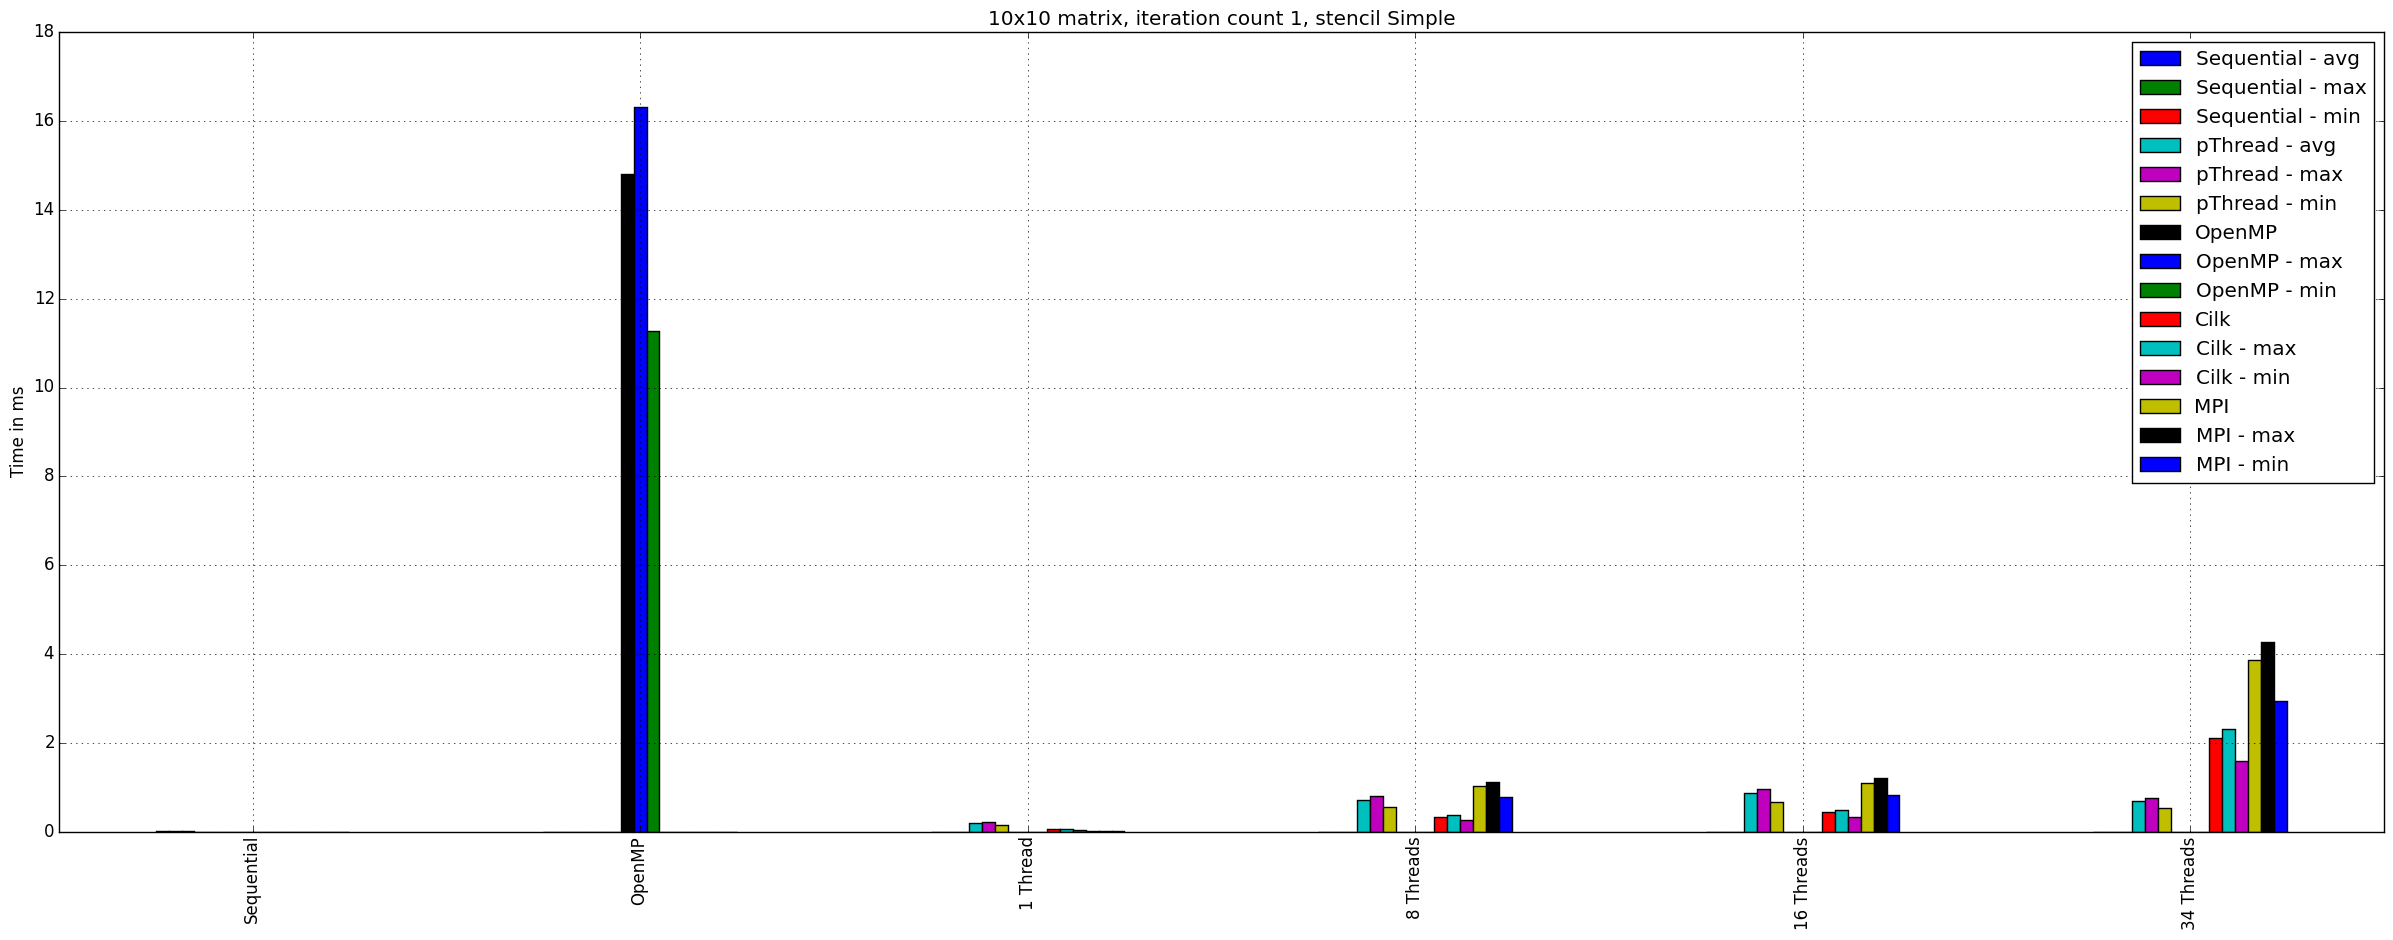 10x10 matrix, iteration count 1, stencil Simple
18
16
14
12
10
8
6
4
2
0
Time in ms
Sequential - avg
Sequential - max
Sequential - min
pThread - avg
pThread - max
pThread - min
OpenMP
OpenMP - max
OpenMP - min
Cilk
Cilk - max
Cilk - min
MPI
MPI - max
MPI - min
Sequential
OpenMP
1 Thread
8 Threads
16 Threads
34 Threads